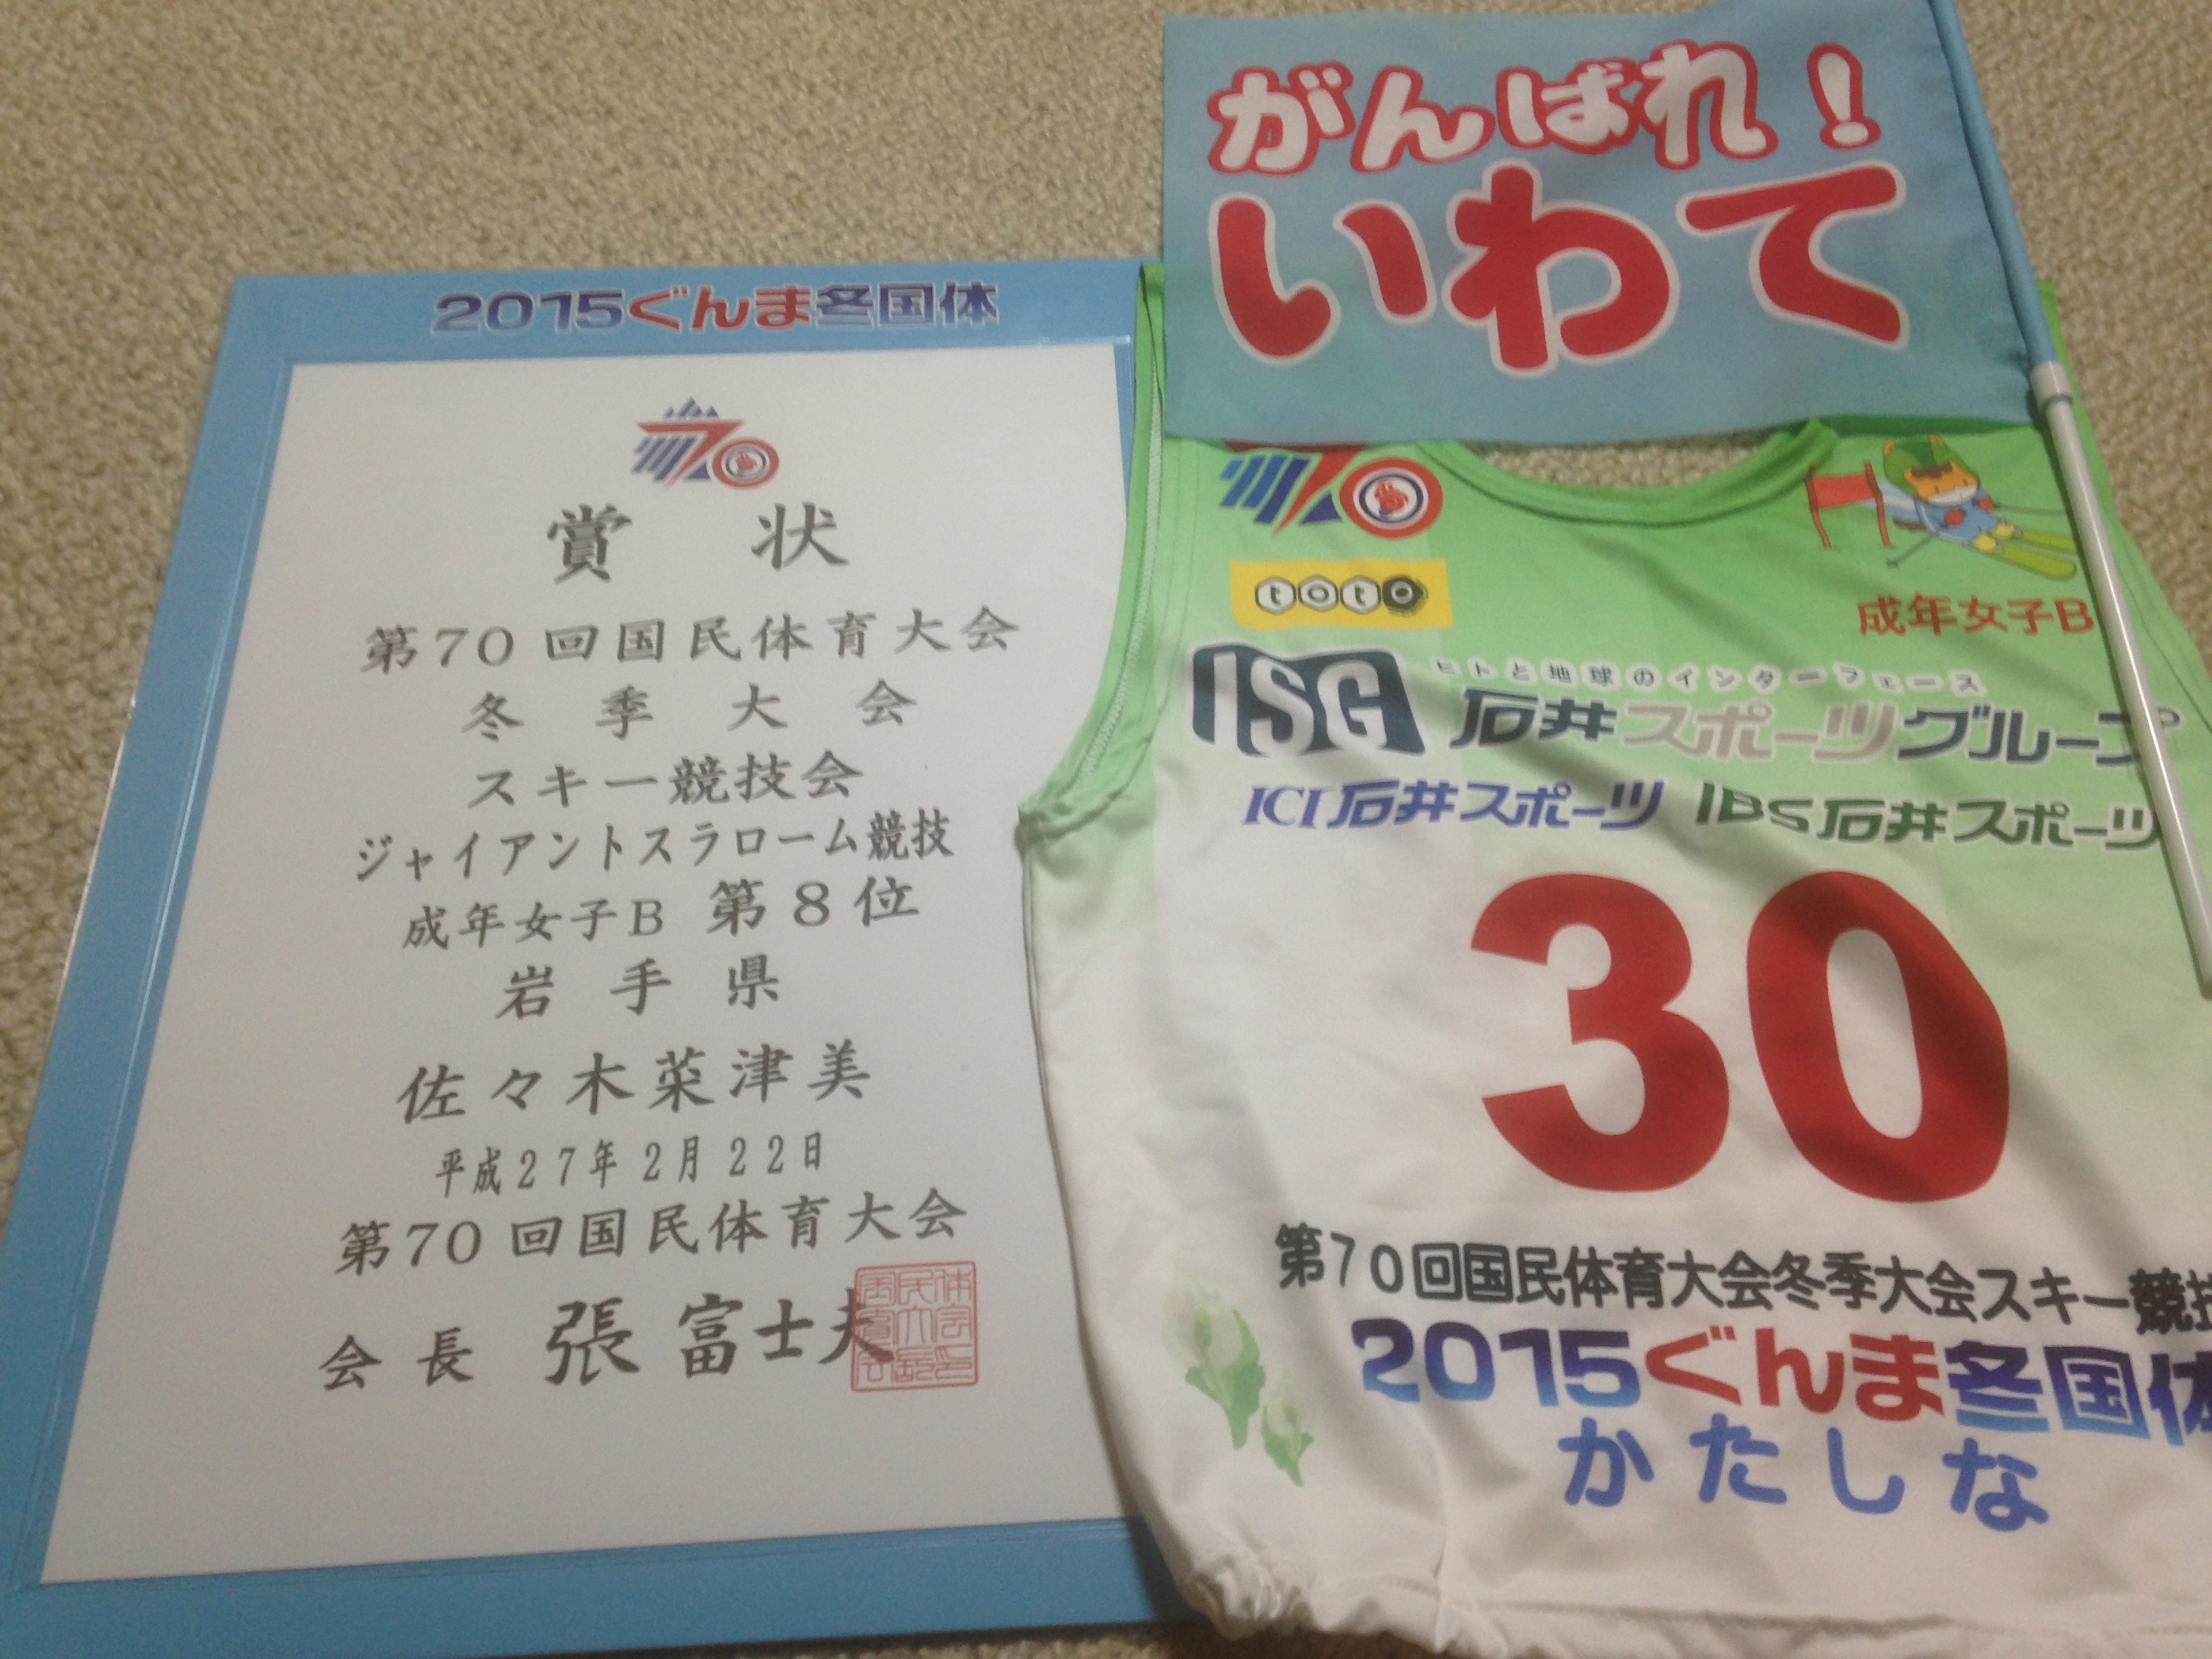 2015ぐんま冬国体
70
賞状
第70回国民体育大会
冬季大会
スキー競技会
ジャイアントスラローム競技
成年女子B 第8位
岩手県
佐々木菜津美
平成27年2月22日
第70回国民体育大会
会長 張富士夫
がんばれ!
いわて
toto
成年女子B
ISG
ヒトと地球のインターフェース
石井スポーツグループ
ICI石井スポーツ IBS石井スポーツ
30
第70回国民体育大会冬季大会スキー競技
2015ぐんま冬国体
かたしな